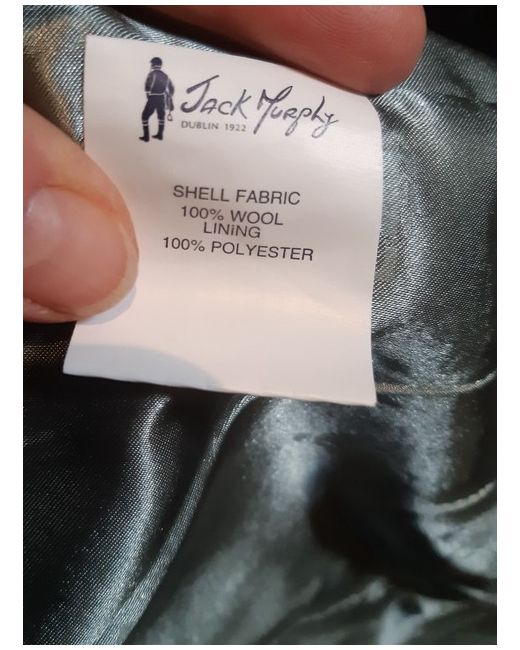 Jack Murphy
DUBLIN 1922
SHELL FABRIC
100% WOOL
LINING
100% POLYESTER